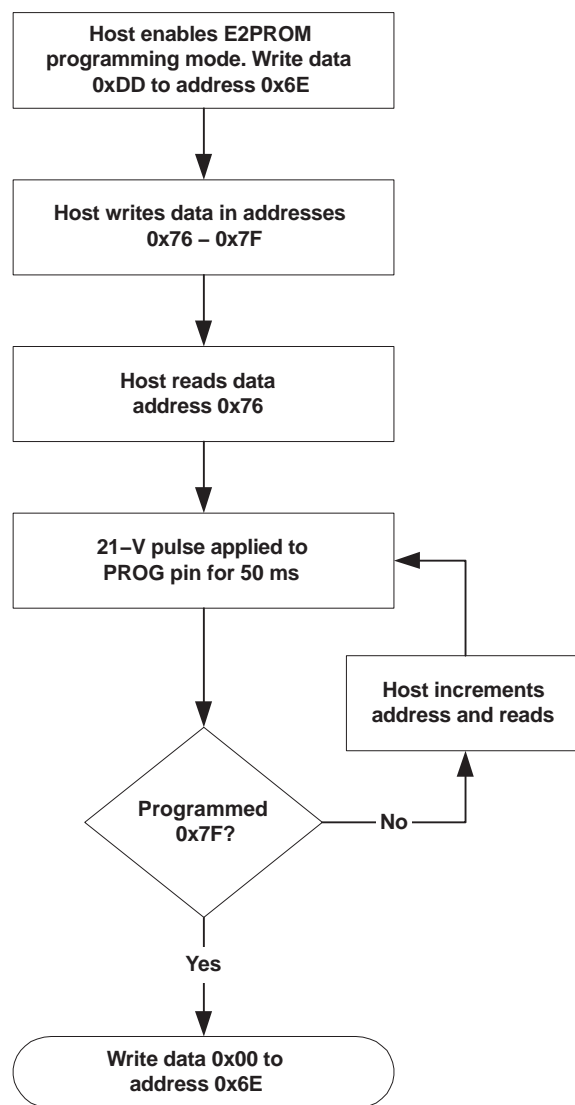 Host enables E2PROM
programming mode. Write data
0xDD to address 0x6E
Host writes data in addresses
0x76 – 0x7F
Host reads data
address 0x76
21–V pulse applied to
PROG pin for 50 ms
Host increments
address and reads
Programmed
0x7F?
No
Yes
Write data 0x00 to
address 0x6E